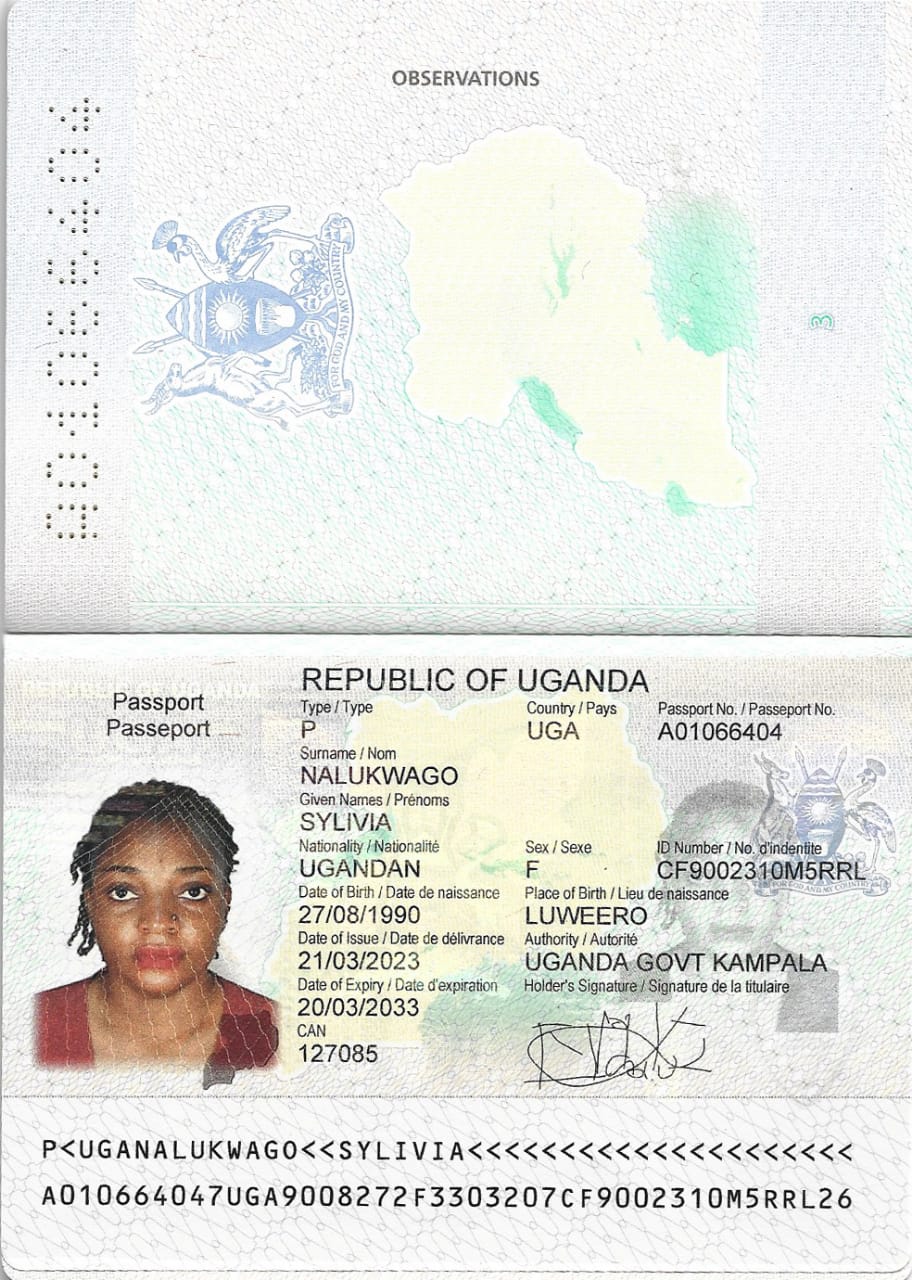 OBSERVATIONS
A01066404
FOR GOD AND MY COUNTRY
3
REPUBLIC OF UGANDA
Passport
Passeport
Type / Type
Country / Pays
Passport No. / Passeport No.
P
UGA
A01066404
Surname / Nom
NALUKWAGO
Given Names / Prénoms
SYLIVIA
Nationality / Nationalité
Sex / Sexe
ID Number / No. d'indentite
UGANDAN
F
CF9002310M5RRL
FOR GOD AND MY COUNTRY
Date of Birth / Date de naissance
Place of Birth / Lieu de naissance
27/08/1990
LUWEERO
Date of Issue / Date de délivrance
Authority / Autorité
21/03/2023
UGANDA GOVT KAMPALA
Date of Expiry / Date d'expiration
Holder's Signature / Signature de la titulaire
20/03/2033
CAN
127085
P<UGANALUKWAGO<<SYLIVIA<<<<<<<<<<<<<<<<<<<<<
A010664047UGA9008272F3303207CF9002310M5RRL26